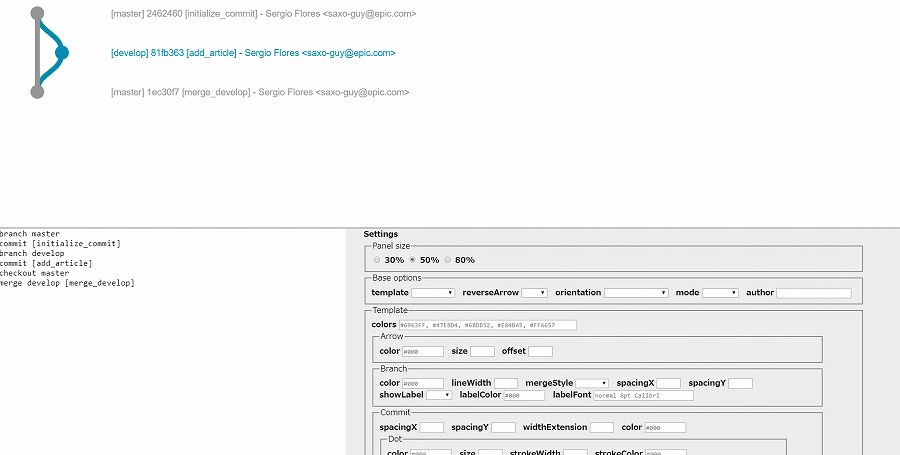 [master] 2462460 [initialize_commit] - Sergio Flores <saxo-guy@epic.com>
[develop] 81fb363 [add_article] - Sergio Flores <saxo-guy@epic.com>
[master] 1ec30f7 [merge_develop] - Sergio Flores <saxo-guy@epic.com>
branch master
commit [initialize_commit]
branch develop
commit [add_article]
checkout master
merge develop [merge_develop]
Settings
Panel size
30% 50% 80%
Base options
template reverseArrow orientation mode author
Template
colors #6963FF, #47E8D4, #6BDB52, #E84BA5, #FFA657
Arrow
color #000 size offset
Branch
color #000 lineWidth mergeStyle spacingX spacingY
showLabel labelColor #000 labelFont normal 8pt Calibri
Commit
spacingX spacingY widthExtension color #000
Dot
color #000 size strokeWidth strokeColor #000